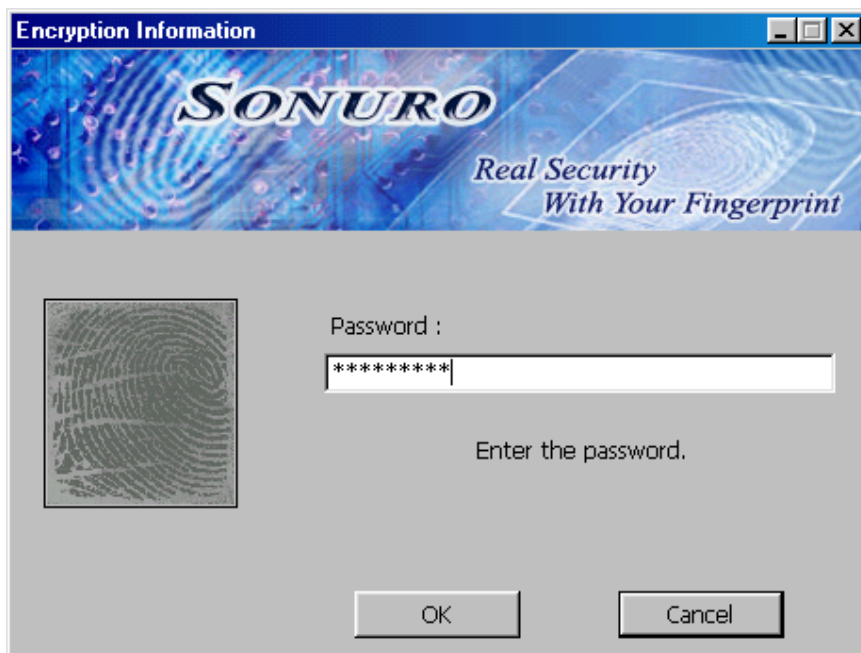 Encryption Information
SONURO
Real Security
With Your Fingerprint
Password :
*********
Enter the password.
OK
Cancel